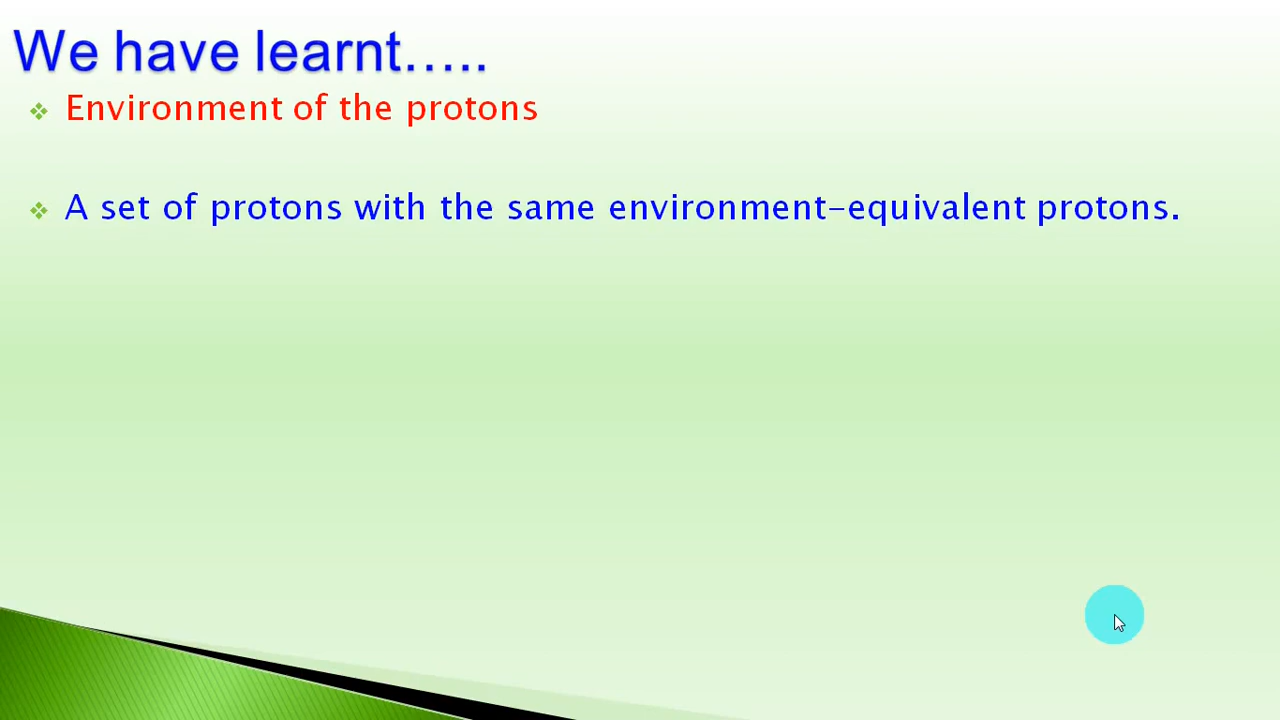 We have learnt…..
Environment of the protons
A set of protons with the same environment-equivalent protons.